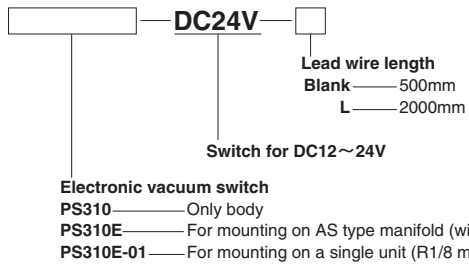 DC24V
Lead wire length
Blank 500mm
L 2000mm
Switch for DC12～24V
Electronic vacuum switch
PS310 Only body
PS310E For mounting on AS type manifold
PS310E-01 For mounting on a single unit (R1/8